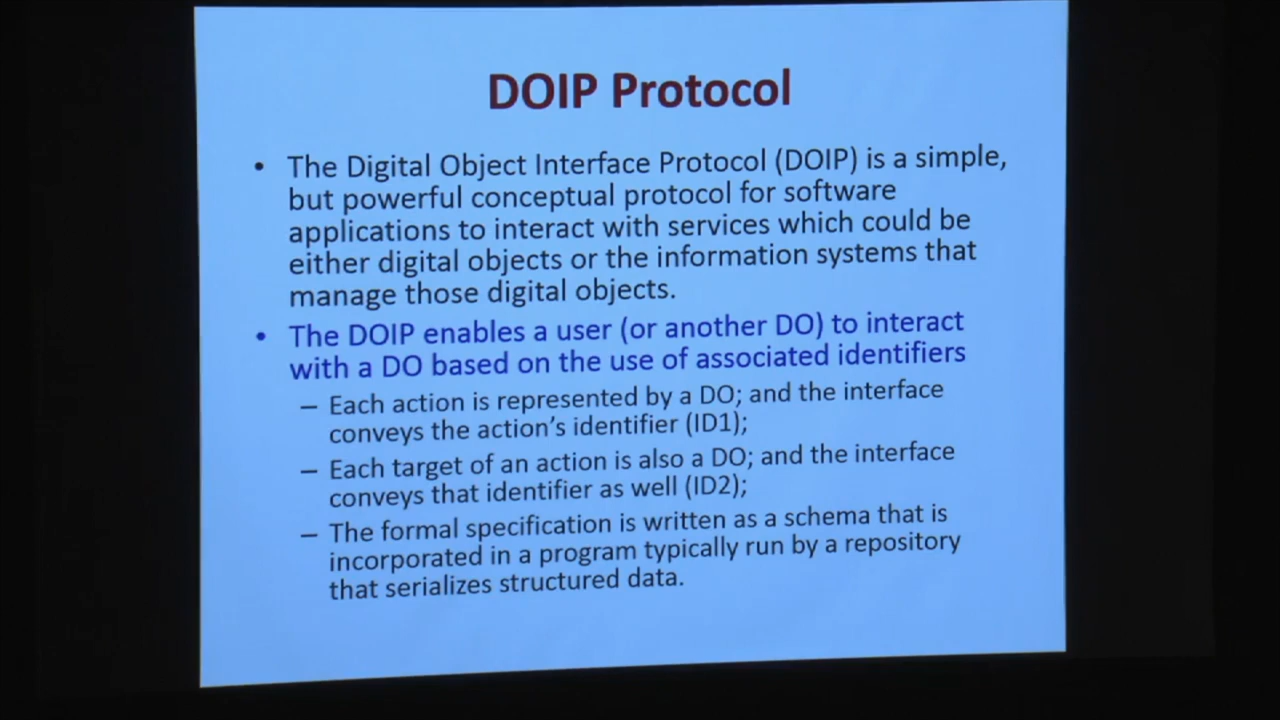 DOIP Protocol
• The Digital Object Interface Protocol (DOIP) is a simple,
but powerful conceptual protocol for software
applications to interact with services which could be
either digital objects or the information systems that
manage those digital objects.
• The DOIP enables a user (or another DO) to interact
with a DO based on the use of associated identifiers
– Each action is represented by a DO; and the interface
conveys the action's identifier (ID1);
– Each target of an action is also a DO; and the interface
conveys that identifier as well (ID2);
– The formal specification is written as a schema that is
incorporated in a program typically run by a repository
that serializes structured data.